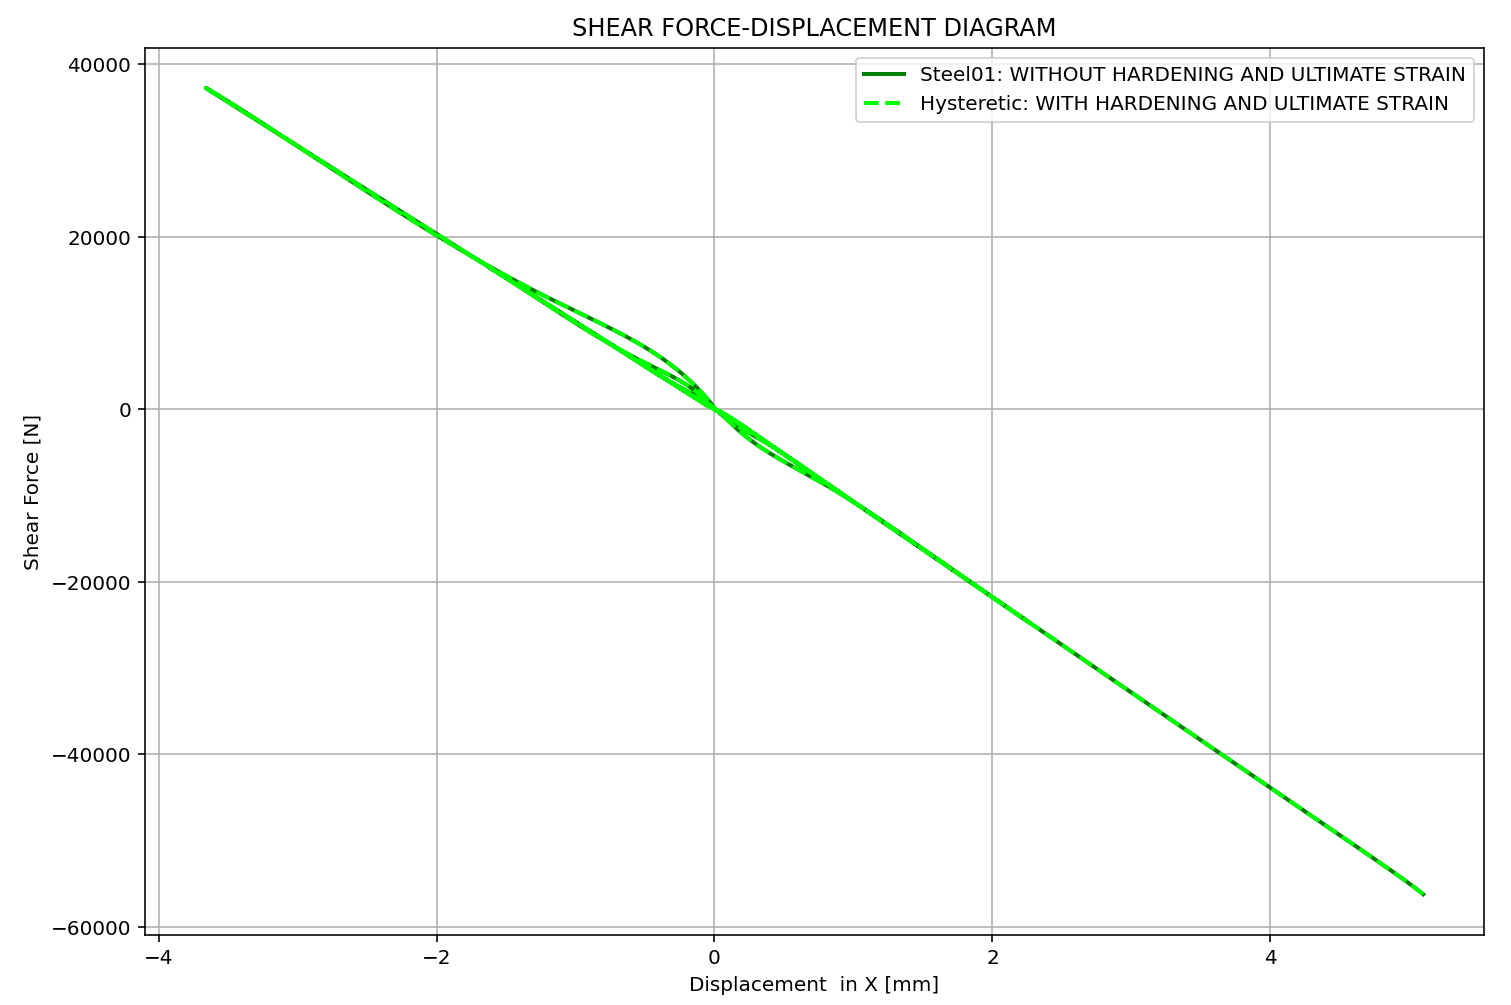 SHEAR FORCE-DISPLACEMENT DIAGRAM
Steel01: WITHOUT HARDENING AND ULTIMATE STRAIN
Hysteretic: WITH HARDENING AND ULTIMATE STRAIN
Shear Force [N]
40000
20000
0
−20000
−40000
−60000
−4
−2
0
2
4
Displacement  in X [mm]